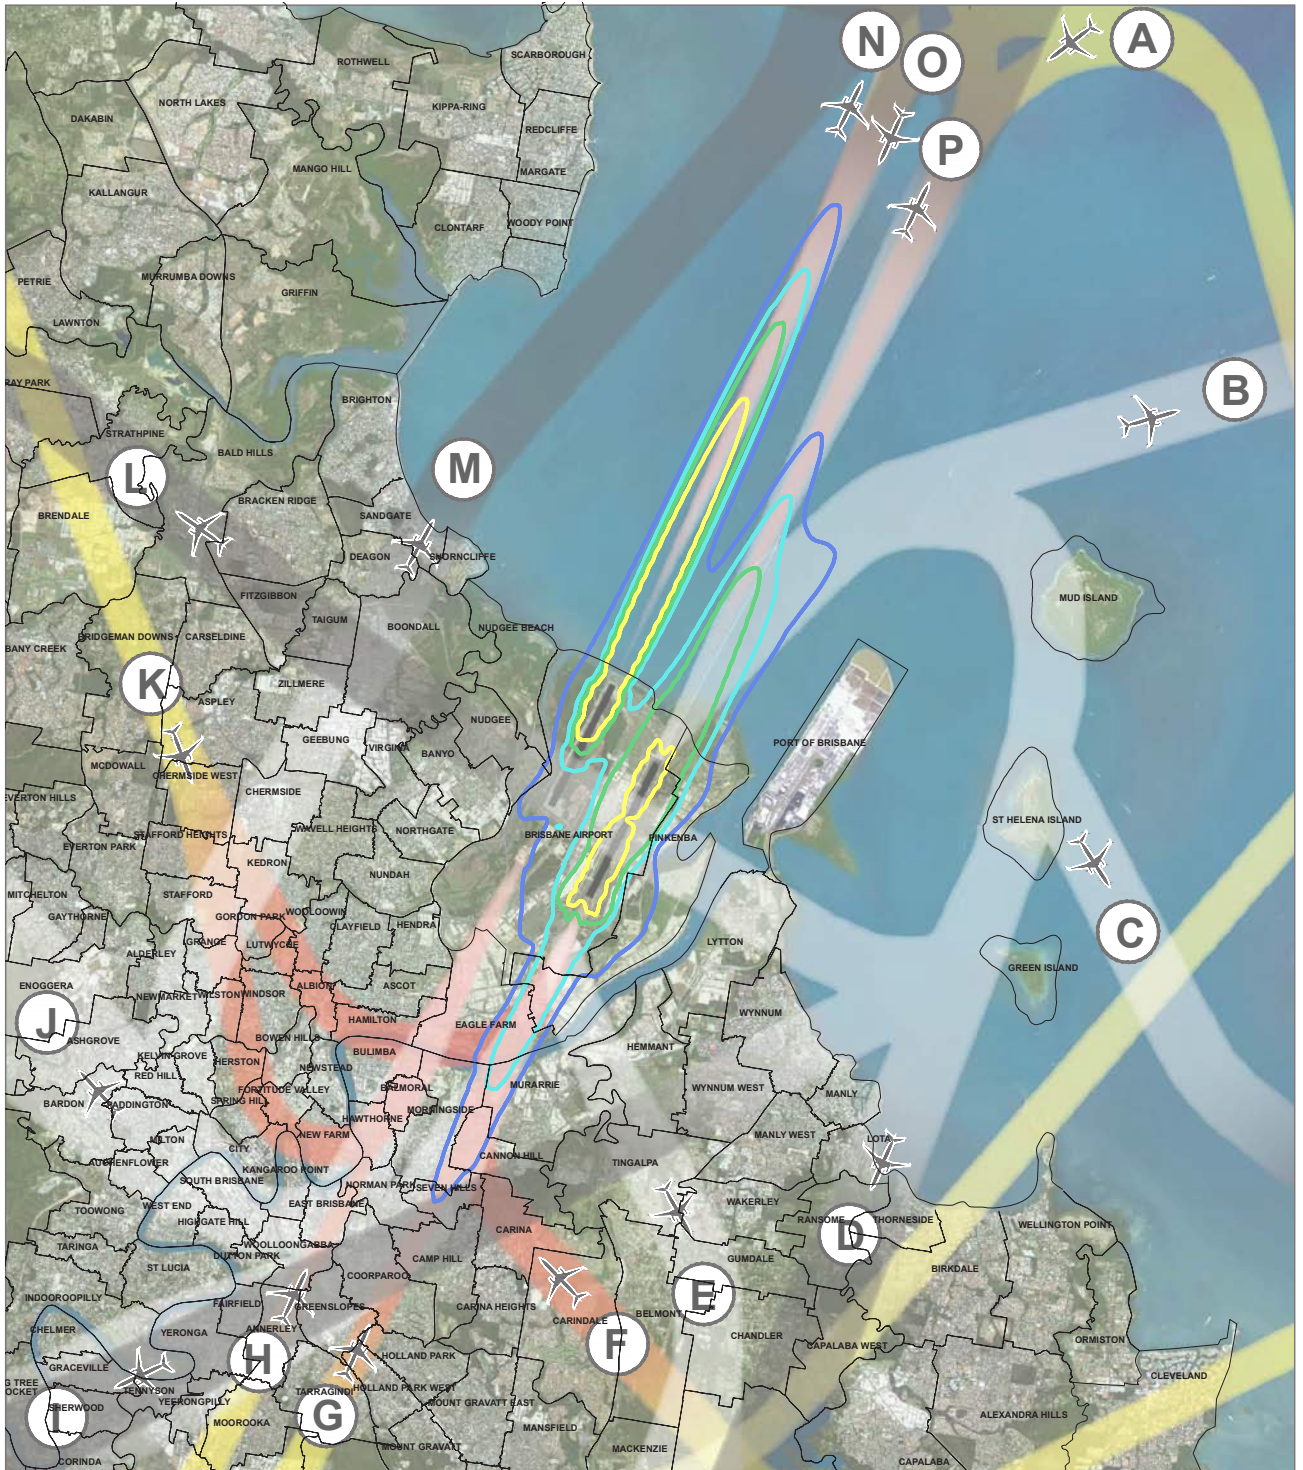 SCARBOROUGH
ROTHWELL
N
O
A
NORTH LAKES
KIPPA-RING
DAKABIN
REDCLIFFE
P
MANGO HILL
MARGATE
KALLANGUR
WOODY POINT
CLONTARF
MURRUMBA DOWNS
PETRIE
GRIFFIN
LAWNTON
RAY PARK
B
BRIGHTON
STRATHPINE
BALD HILLS
L
M
BRACKEN RIDGE
BRENDALE
SANDGATE
DEAGON
SHORNCLIFFE
FITZGIBBON
MUD ISLAND
TAIGUM
BOONDALL
NUDGEE BEACH
BRIDGEMAN DOWNS
CARSELDINE
BANY CREEK
K
ZILLMERE
ASPLEY
NUDGEE
GEEBUNG
VIRGINIA
BANYO
PORT OF BRISBANE
MCDOWALL
CHERMSIDE WEST
CHERMSIDE
EVERTON HILLS
ST HELENA ISLAND
WAVELL HEIGHTS
NORTHGATE
STAFFORD HEIGHTS
BRISBANE AIRPORT
PINKENBA
EVERTON PARK
KEDRON
NUNDAH
MITCHELTON
STAFFORD
GAYTHORNE
GORDON PARK
WOOLOOWIN
CLAYFIELD
HENDRA
C
GRANGE
LUTWYCHE
LYTTON
ALDERLEY
GREEN ISLAND
ENOGGERA
ALBION
ASCOT
NEWMARKET
WILSTON
WINDSOR
J
WYNNUM
HAMILTON
EAGLE FARM
ASHGROVE
BOWEN HILLS
HEMMANT
KELVIN GROVE
BULIMBA
HERSTON
NEWSTEAD
RED HILL
BALMORAL
MURARRIE
WYNNUM WEST
FORTITUDE VALLEY
MANLY
BARDON
PADDINGTON
SPRING HILL
MORNINGSIDE
HAWTHORNE
NEW FARM
MANLY WEST
MILTON
LOTA
CITY
CANNON HILL
AUCHENFLOWER
TINGALPA
KANGAROO POINT
SOUTH BRISBANE
NORMAN PARK
SEVEN HILLS
WEST END
EAST BRISBANE
WAKERLEY
TOOWONG
HIGHGATE HILL
RANSOME
D
THORNESIDE
WELLINGTON POINT
CARINA
WOOLLOONGABBA
TARINGA
DUTTON PARK
CAMP HILL
GUMDALE
ST LUCIA
COORPAROO
BIRKDALE
E
INDOOROOPILLY
FAIRFIELD
GREENSLOPES
CARINA HEIGHTS
BELMONT
CARINDALE
CHELMER
YERONGA
ANNERLEY
F
CHANDLER
ORMISTON
CAPALABA WEST
GRACEVILLE
H
HOLLAND PARK
CLEVELAND
G TREE
OCKET
TENNYSON
TARRAGINDI
HOLLAND PARK WEST
I
SHERWOOD
YEERONGPILLY
MOUNT GRAVATT EAST
G
MOOROOKA
ALEXANDRA HILLS
MANSFIELD
MOUNT GRAVATT
MACKENZIE
CORINDA
CAPALABA